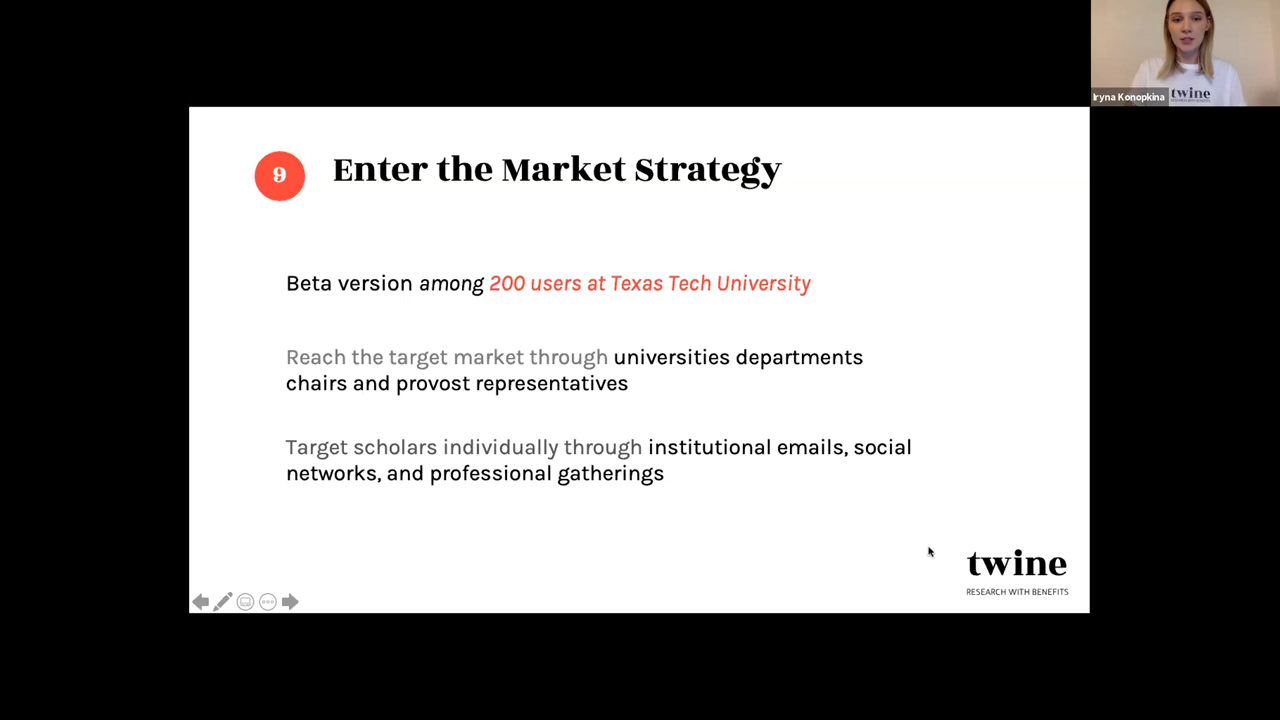 Iryna Konopkina
twine
9
Enter the Market Strategy
Beta version among 200 users at Texas Tech University
Reach the target market through universities departments
chairs and provost representatives
Target scholars individually through institutional emails, social
networks, and professional gatherings
twine
RESEARCH WITH BENEFITS